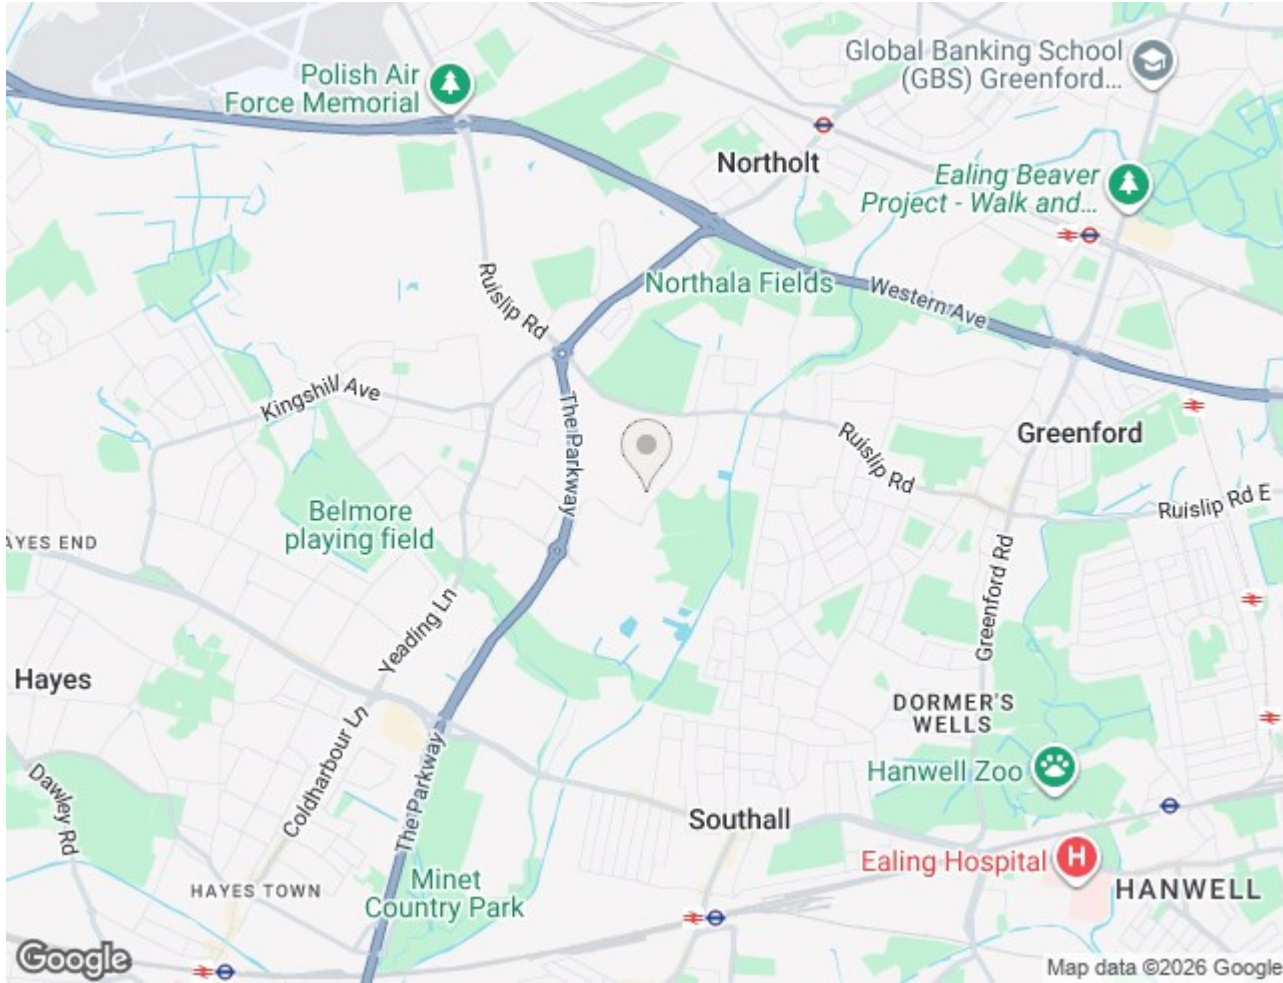 Global Banking School
(GBS) Greenford...
Polish Air
Force Memorial
Northolt
Ealing Beaver
Project - Walk and...
Ruislip Rd
Northala Fields
Western Ave
Kingshill Ave
The Parkway
Ruislip Rd
Greenford
Ruislip Rd E
Belmore
playing field
AYES END
Greenford Rd
Yeading Ln
Hayes
DORMER'S
WELLS
Coldharbour Ln
Hanwell Zoo
Dawley Rd
The Parkway
Southall
Ealing Hospital
H
HAYES TOWN
Minet
Country Park
HANWELL
Google
Map data ©2026 Google